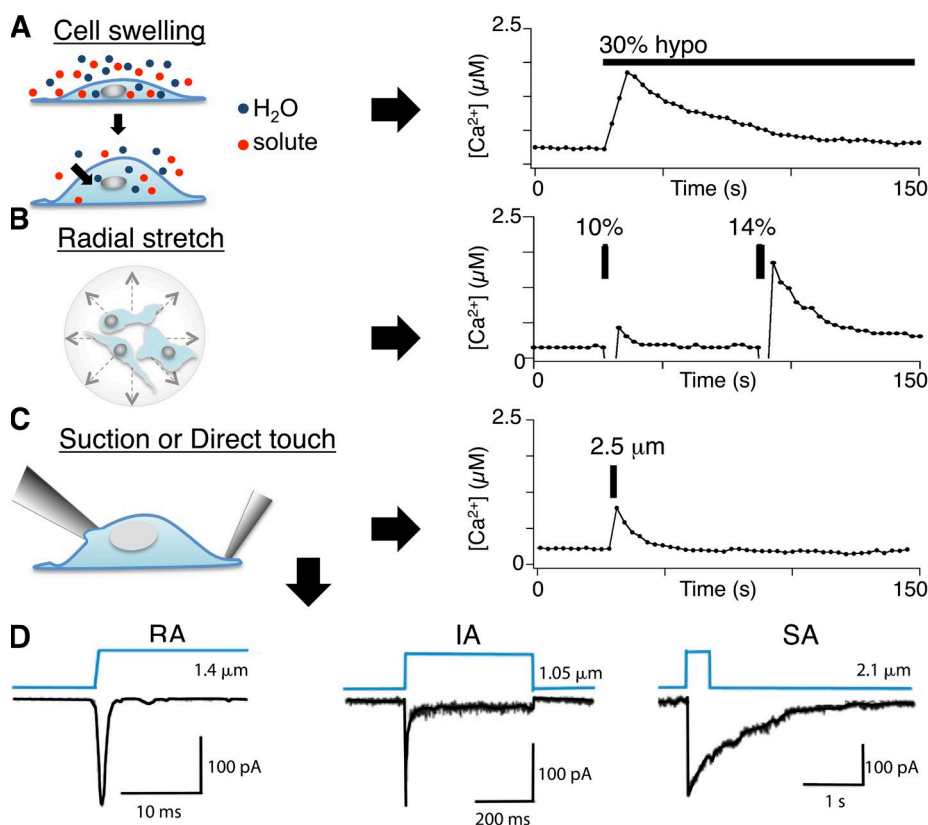 A
Cell swelling
H₂O
solute
2.5
[Ca²⁺] (µM)
30% hypo
0
Time (s)
150
B
Radial stretch
2.5
[Ca²⁺] (µM)
10%
14%
0
0
Time (s)
150
C
Suction or Direct touch
2.5
[Ca²⁺] (µM)
2.5 µm
0
0
Time (s)
150
D
RA
1.4 µm
100 pA
10 ms
IA
1.05 µm
100 pA
200 ms
SA
2.1 µm
100 pA
1 s